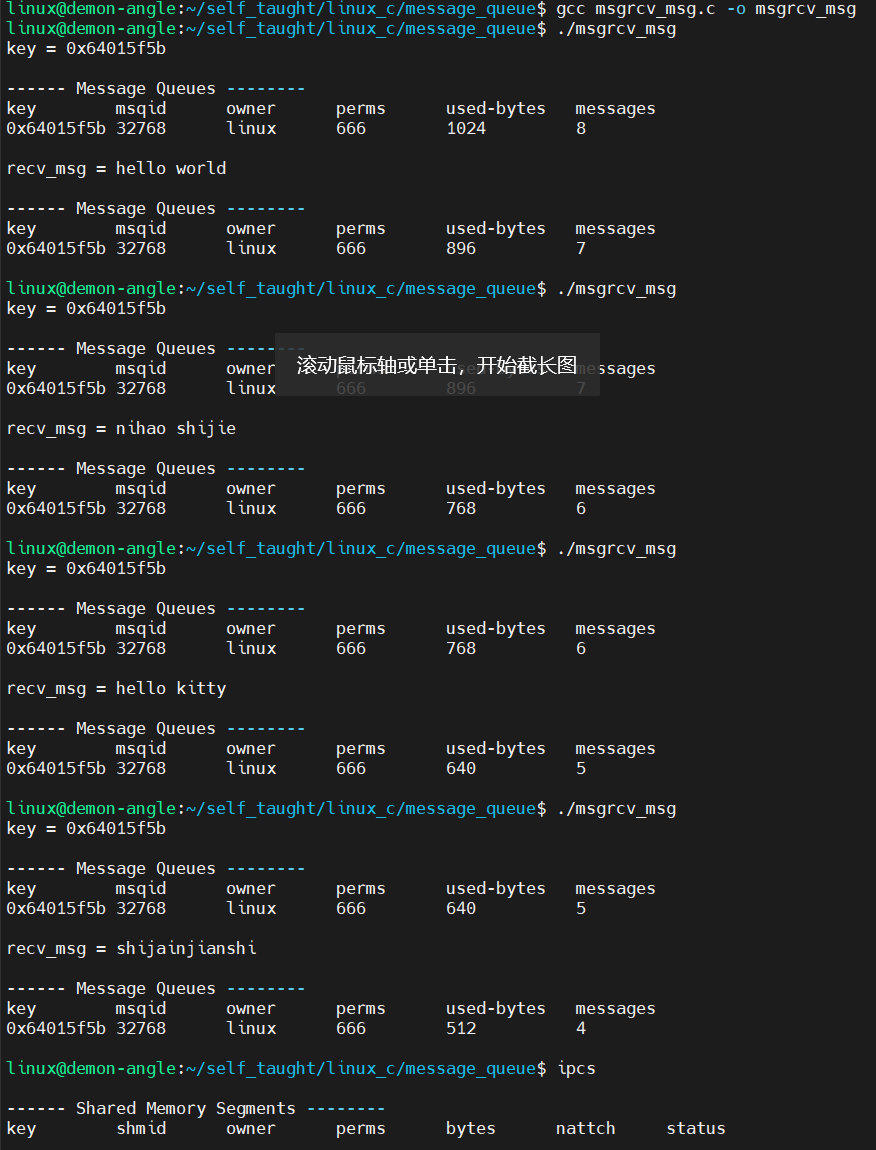 linux@demon-angle:~/self_taught/linux_c/message_queue$ gcc msgrcv_msg.c -o msgrcv_msg
linux@demon-angle:~/self_taught/linux_c/message_queue$ ./msgrcv_msg
key = 0x64015f5b
------ Message Queues --------
key msqid owner perms used-bytes messages
0x64015f5b 32768 linux 666 1024 8
recv_msg = hello world
------ Message Queues --------
key msqid owner perms used-bytes messages
0x64015f5b 32768 linux 666 896 7
linux@demon-angle:~/self_taught/linux_c/message_queue$ ./msgrcv_msg
key = 0x64015f5b
------ Message Queues --------
key msqid owner perms used-bytes messages
滚动鼠标轴或单击，开始截长图
0x64015f5b 32768 linux 666 896 7
recv_msg = nihao shijie
------ Message Queues --------
key msqid owner perms used-bytes messages
0x64015f5b 32768 linux 666 768 6
linux@demon-angle:~/self_taught/linux_c/message_queue$ ./msgrcv_msg
key = 0x64015f5b
------ Message Queues --------
key msqid owner perms used-bytes messages
0x64015f5b 32768 linux 666 768 6
recv_msg = hello kitty
------ Message Queues --------
key msqid owner perms used-bytes messages
0x64015f5b 32768 linux 666 640 5
linux@demon-angle:~/self_taught/linux_c/message_queue$ ./msgrcv_msg
key = 0x64015f5b
------ Message Queues --------
key msqid owner perms used-bytes messages
0x64015f5b 32768 linux 666 640 5
recv_msg = shijainjianshi
------ Message Queues --------
key msqid owner perms used-bytes messages
0x64015f5b 32768 linux 666 512 4
linux@demon-angle:~/self_taught/linux_c/message_queue$ ipcs
------ Shared Memory Segments --------
key shmid owner perms bytes nattch status